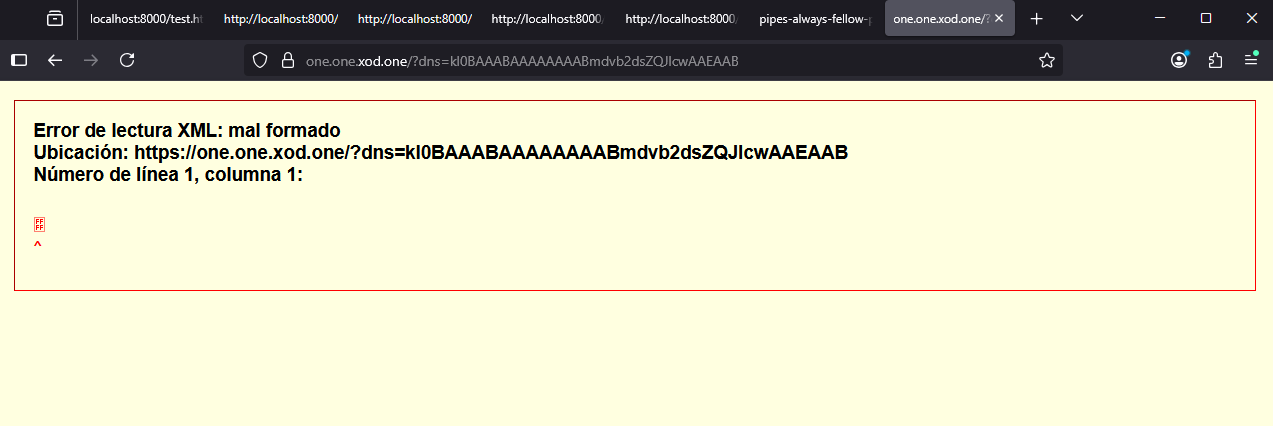 localhost:8000/test.h
http://localhost:8000/
http://localhost:8000/
http://localhost:8000/
http://localhost:8000/
pipes-always-fellow-p
one.one.xod.one/?
one.one.xod.one/?dns=kl0BAAABAAAAAAAABmdvb2dsZQJlcwAAEAAB
Error de lectura XML: mal formado
Ubicación: https://one.one.xod.one/?dns=kl0BAAABAAAAAAAABmdvb2dsZQJlcwAAEAAB
Número de línea 1, columna 1:
FF
FF
^